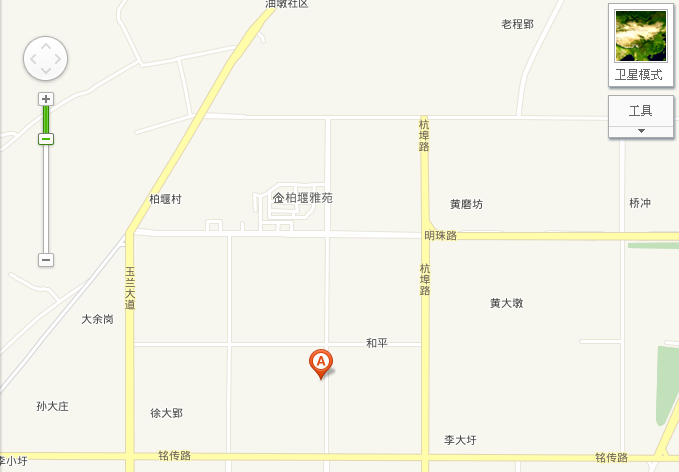 油墩社区
老程郢
卫星模式
工具
杭埠路
柏堰村
柏堰雅苑
黄磨坊
桥冲
明珠路
玉兰大道
杭埠路
黄大墩
大余岗
和平
A
孙大庄
徐大郢
李大圩
铭传路
铭传路
李小圩